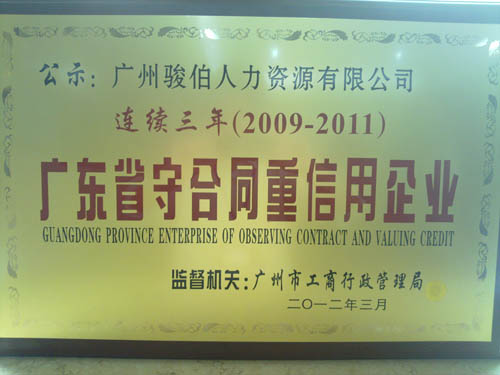 公示：广州骏伯人力资源有限公司
连续三年(2009-2011)
广东省守合同重信用企业
GUANGDONG PROVINCE ENTERPRISE OF OBSERVING CONTRACT AND VALUING CREDIT
监督机关：广州市工商行政管理局
二〇一二年三月